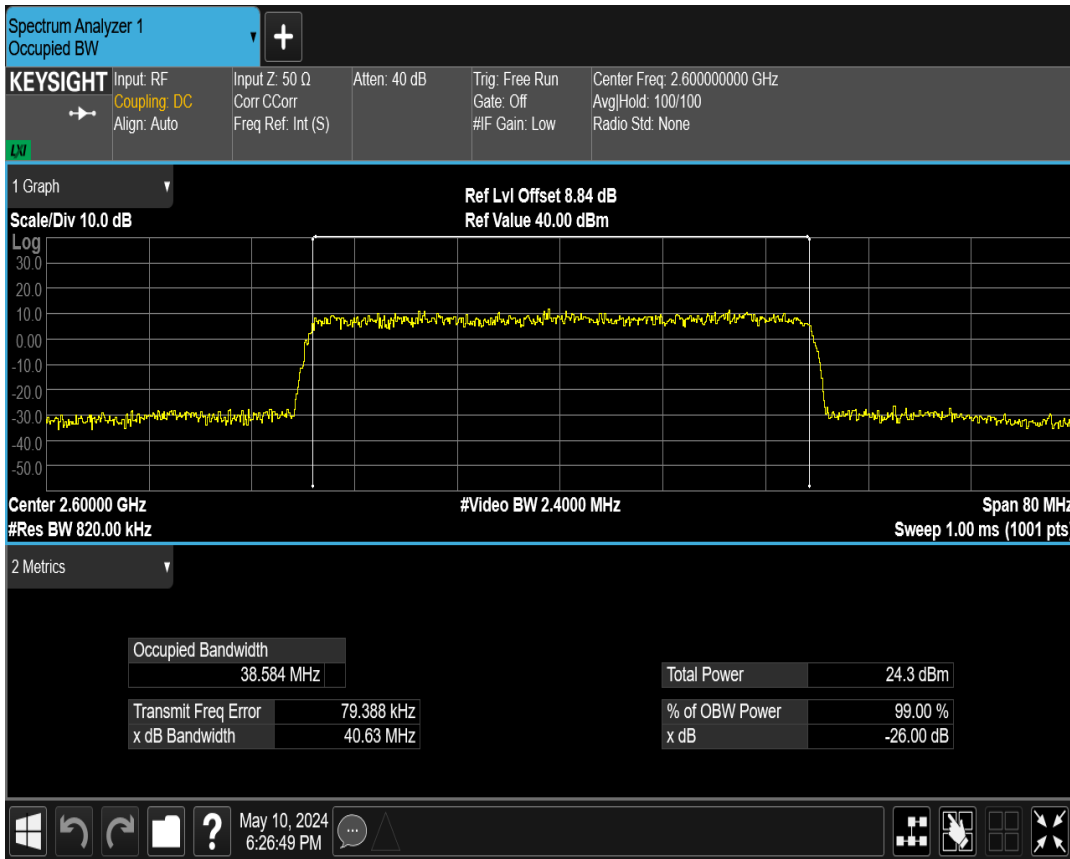 Spectrum Analyzer 1
Occupied BW
+
KEYSIGHT
LXI
Input: RF
Coupling: DC
Align: Auto
Input Z: 50 Ω
Corr CCorr
Freq Ref: Int (S)
Atten: 40 dB
Trig: Free Run
Gate: Off
#IF Gain: Low
Center Freq: 2.600000000 GHz
Avg|Hold: 100/100
Radio Std: None
1 Graph
Scale/Div 10.0 dB
Ref Lvl Offset 8.84 dB
Ref Value 40.00 dBm
Log
30.0
20.0
10.0
0.00
-10.0
-20.0
-30.0
-40.0
-50.0
Center 2.60000 GHz
#Video BW 2.4000 MHz
Span 80 MHz
#Res BW 820.00 kHz
Sweep 1.00 ms (1001 pts)
2 Metrics
Occupied Bandwidth
38.584 MHz
Total Power 24.3 dBm
Transmit Freq Error 79.388 kHz
% of OBW Power 99.00 %
x dB Bandwidth 40.63 MHz
x dB -26.00 dB
?
May 10, 2024
6:26:49 PM